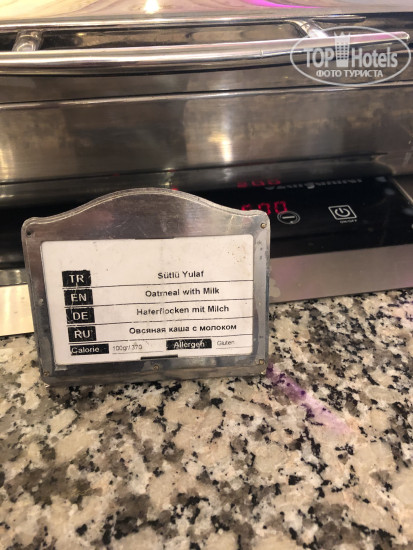 TOP Hotels
ФОТО ТУРИСТА
TR Sütlü Yulaf
EN Oatmeal with Milk
DE Haferflocken mit Milch
RU Овсяная каша с молоком
Calorie Allergen Gluten